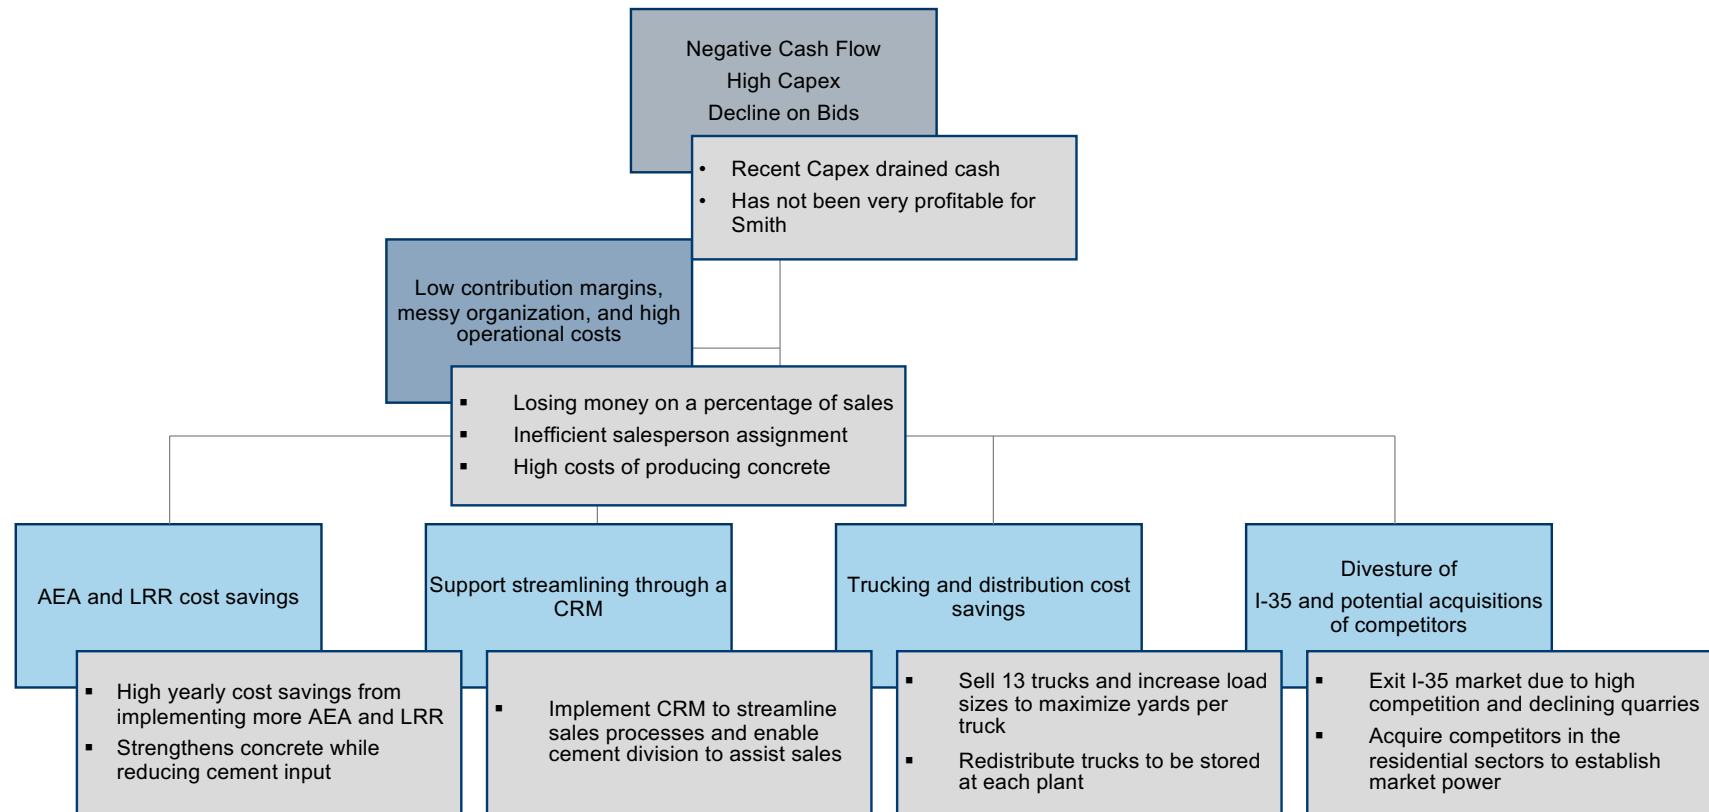 Negative Cash Flow
High Capex
Decline on Bids
• Recent Capex drained cash
• Has not been very profitable for
Smith
Low contribution margins,
messy organization, and high
operational costs
▪ Losing money on a percentage of sales
▪ Inefficient salesperson assignment
▪ High costs of producing concrete
AEA and LRR cost savings
▪ High yearly cost savings from
implementing more AEA and LRR
▪ Strengthens concrete while
reducing cement input
Support streamlining through a
CRM
▪ Implement CRM to streamline
sales processes and enable
cement division to assist sales
Trucking and distribution cost
savings
▪ Sell 13 trucks and increase load
sizes to maximize yards per
truck
▪ Redistribute trucks to be stored
at each plant
Divesture of
I-35 and potential acquisitions
of competitors
▪ Exit I-35 market due to high
competition and declining quarries
▪ Acquire competitors in the
residential sectors to establish
market power